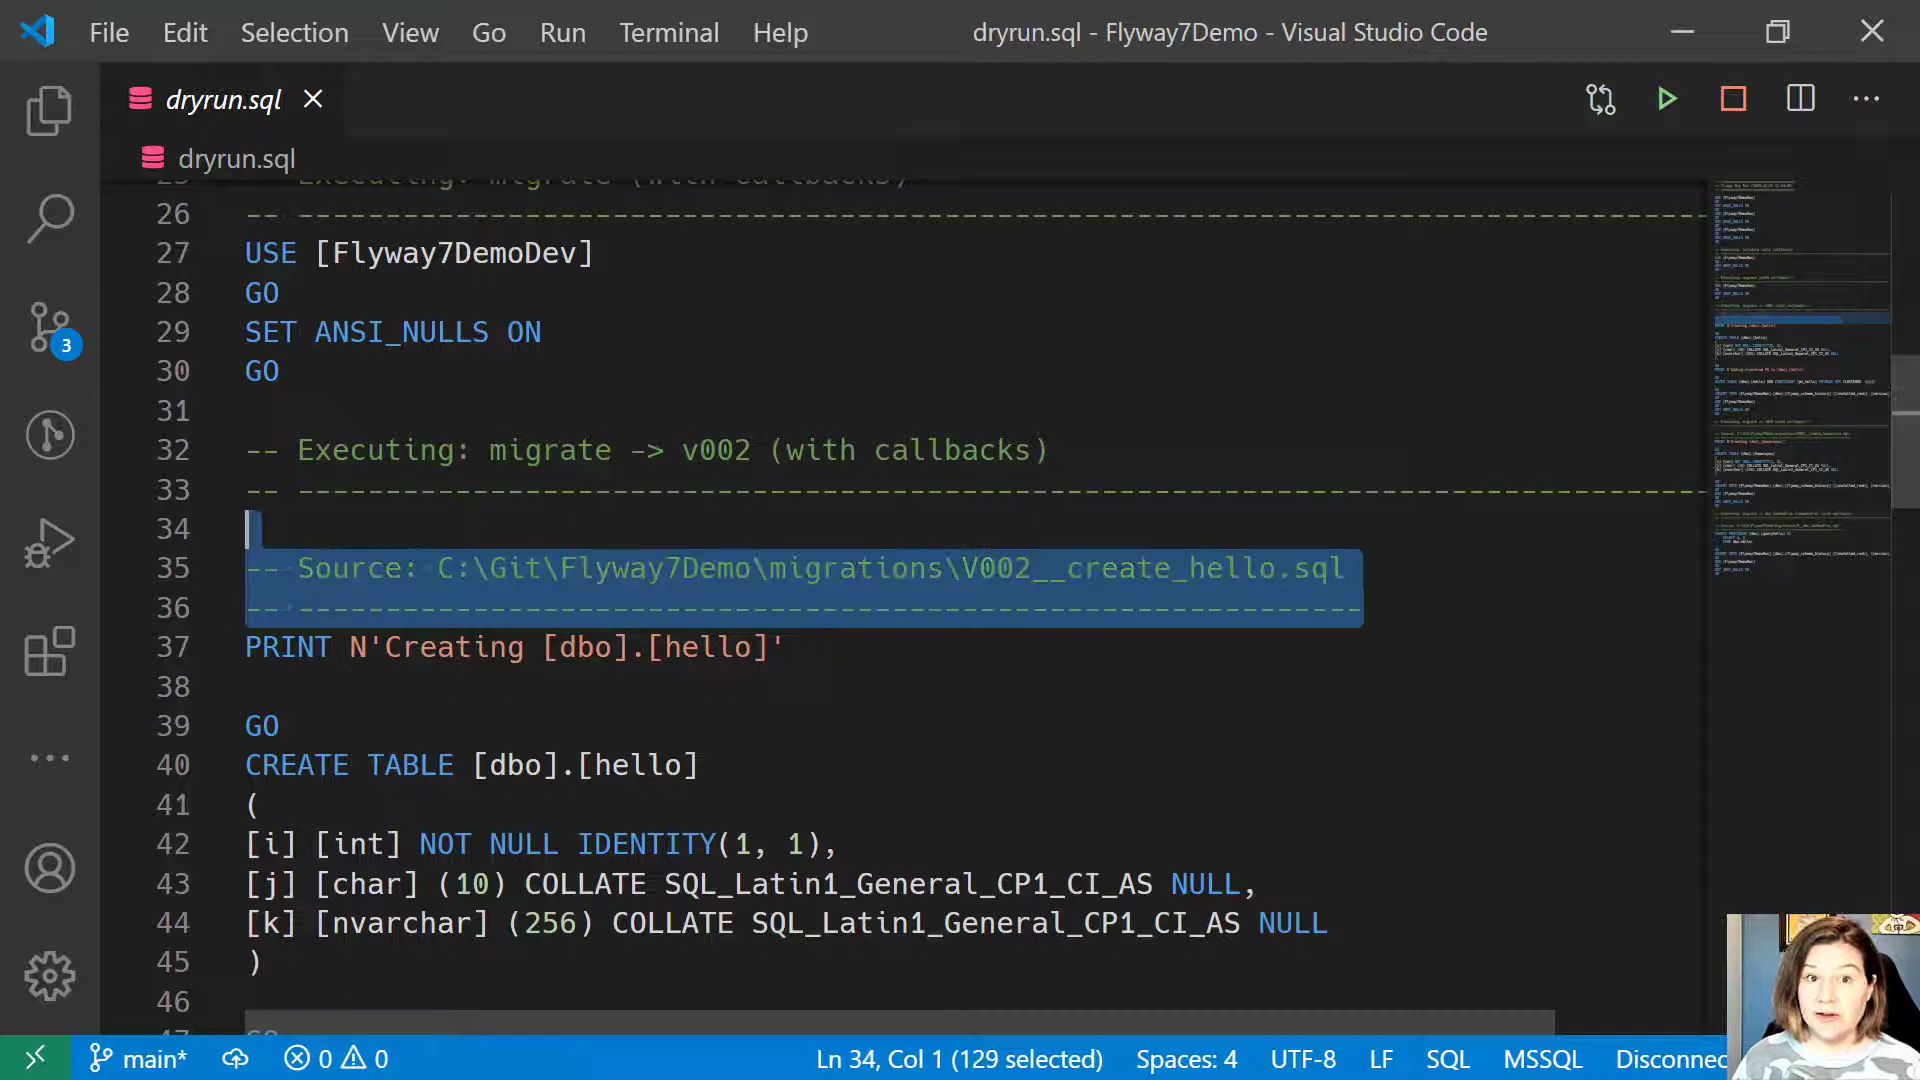 File Edit Selection View Go Run Terminal Help
dryrun.sql - Flyway7Demo - Visual Studio Code
dryrun.sql
dryrun.sql
Executing: migrate (with callbacks)
26 -- --------------------------------------------------------------------------------
27 USE [Flyway7DemoDev]
28 GO
29 SET ANSI_NULLS ON
30 GO
31
32 -- Executing: migrate -> v002 (with callbacks)
33 -- --------------------------------------------------------------------------------
34
35 -- Source: C:\Git\Flyway7Demo\migrations\V002__create_hello.sql
36 -- -------------------------------------------------------------
37 PRINT N'Creating [dbo].[hello]'
38
39 GO
40 CREATE TABLE [dbo].[hello]
41 (
42 [i] [int] NOT NULL IDENTITY(1, 1),
43 [j] [char] (10) COLLATE SQL_Latin1_General_CP1_CI_AS NULL,
44 [k] [nvarchar] (256) COLLATE SQL_Latin1_General_CP1_CI_AS NULL
45 )
46
3
main* 0 0 Ln 34, Col 1 (129 selected) Spaces: 4 UTF-8 LF SQL MSSQL Disconnec